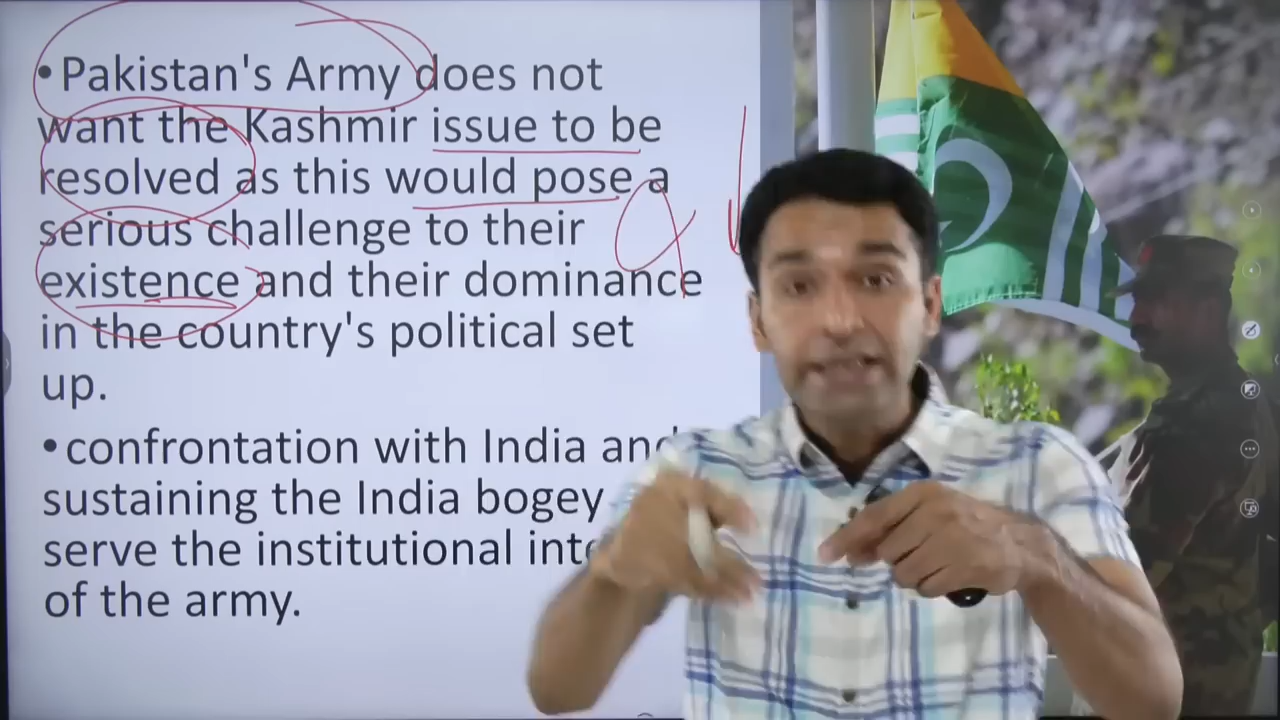 •Pakistan's Army does not
want the Kashmir issue to be
resolved as this would pose a
serious challenge to their
existence and their dominance
in the country's political set
up.
•confrontation with India and
sustaining the India bogey
serve the institutional
of the army.